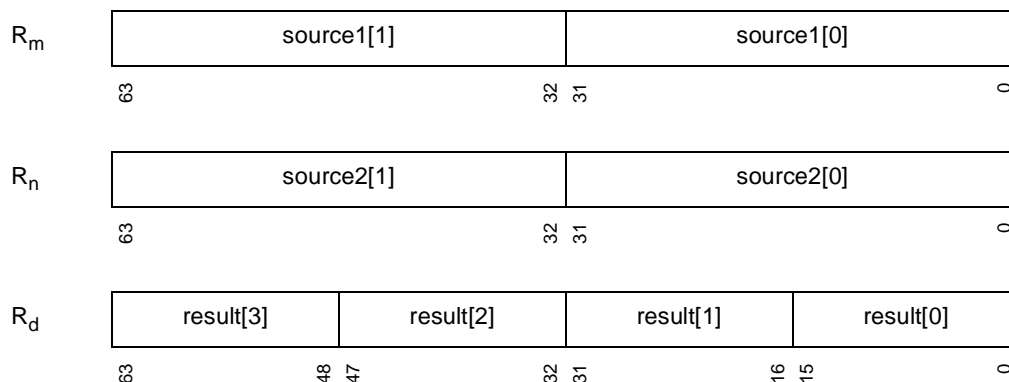 Rm source1[1] source1[0]
63 32 31 0
Rn source2[1] source2[0]
63 32 31 0
Rd result[3] result[2] result[1] result[0]
63 48 47 32 31 16 15 0